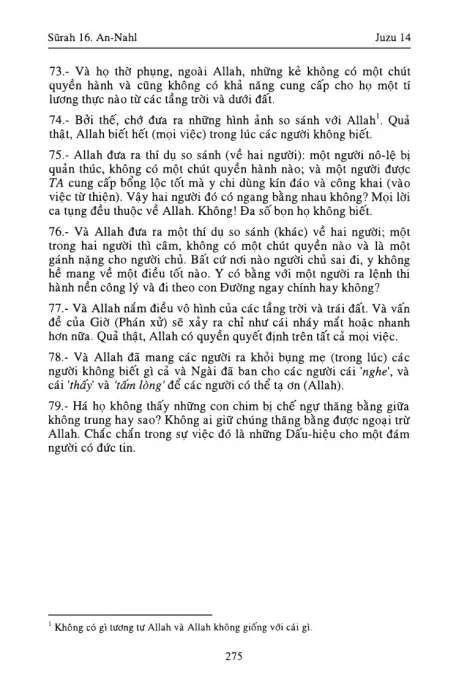 Sūrah 16. An-Nahl Juzu 14
73.- Và họ thờ phụng, ngoài Allah, những kẻ không có một chút
quyền hành và cũng không có khả năng cung cấp cho họ một tí
lương thực nào từ các tầng trời và dưới đất.
74.- Bởi thế, chớ đưa ra những hình ảnh so sánh với Allah¹. Quả
thật, Allah biết hết (mọi việc) trong lúc các người không biết.
75.- Allah đưa ra thí dụ so sánh (về hai người): một người nô-lệ bị
quản thúc, không có một chút quyền hành nào; và một người được
TA cung cấp bổng lộc tốt mà y chi dùng kín đáo và công khai (vào
việc từ thiện). Vậy hai người đó có ngang bằng nhau không? Mọi lời
ca tụng đều thuộc về Allah. Không! Đa số bọn họ không biết.
76.- Và Allah đưa ra một thí dụ so sánh (khác) về hai người; một
trong hai người thì câm, không có một chút quyền nào và là một
gánh nặng cho người chủ. Bất cứ nơi nào người chủ sai đi, y không
hề mang về một điều tốt nào. Y có bằng với một người ra lệnh thi
hành nền công lý và đi theo con Đường ngay chính hay không?
77.- Và Allah nắm điều vô hình của các tầng trời và trái đất. Và vấn
đề của Giờ (Phán xử) sẽ xảy ra chỉ như cái nháy mắt hoặc nhanh
hơn nữa. Quả thật, Allah có quyền quyết định trên tất cả mọi việc.
78.- Và Allah đã mang các người ra khỏi bụng mẹ (trong lúc) các
người không biết gì cả và Ngài đã ban cho các người cái 'nghe', và
cái 'thấy' và 'tấm lòng' để các người có thể tạ ơn (Allah).
79.- Há họ không thấy những con chim bị chế ngự thăng bằng giữa
không trung hay sao? Không ai giữ chúng thăng bằng được ngoại trừ
Allah. Chắc chắn trong sự việc đó là những Dấu-hiệu cho một đám
người có đức tin.
¹ Không có gì tương tự Allah và Allah không giống với cái gì.
275